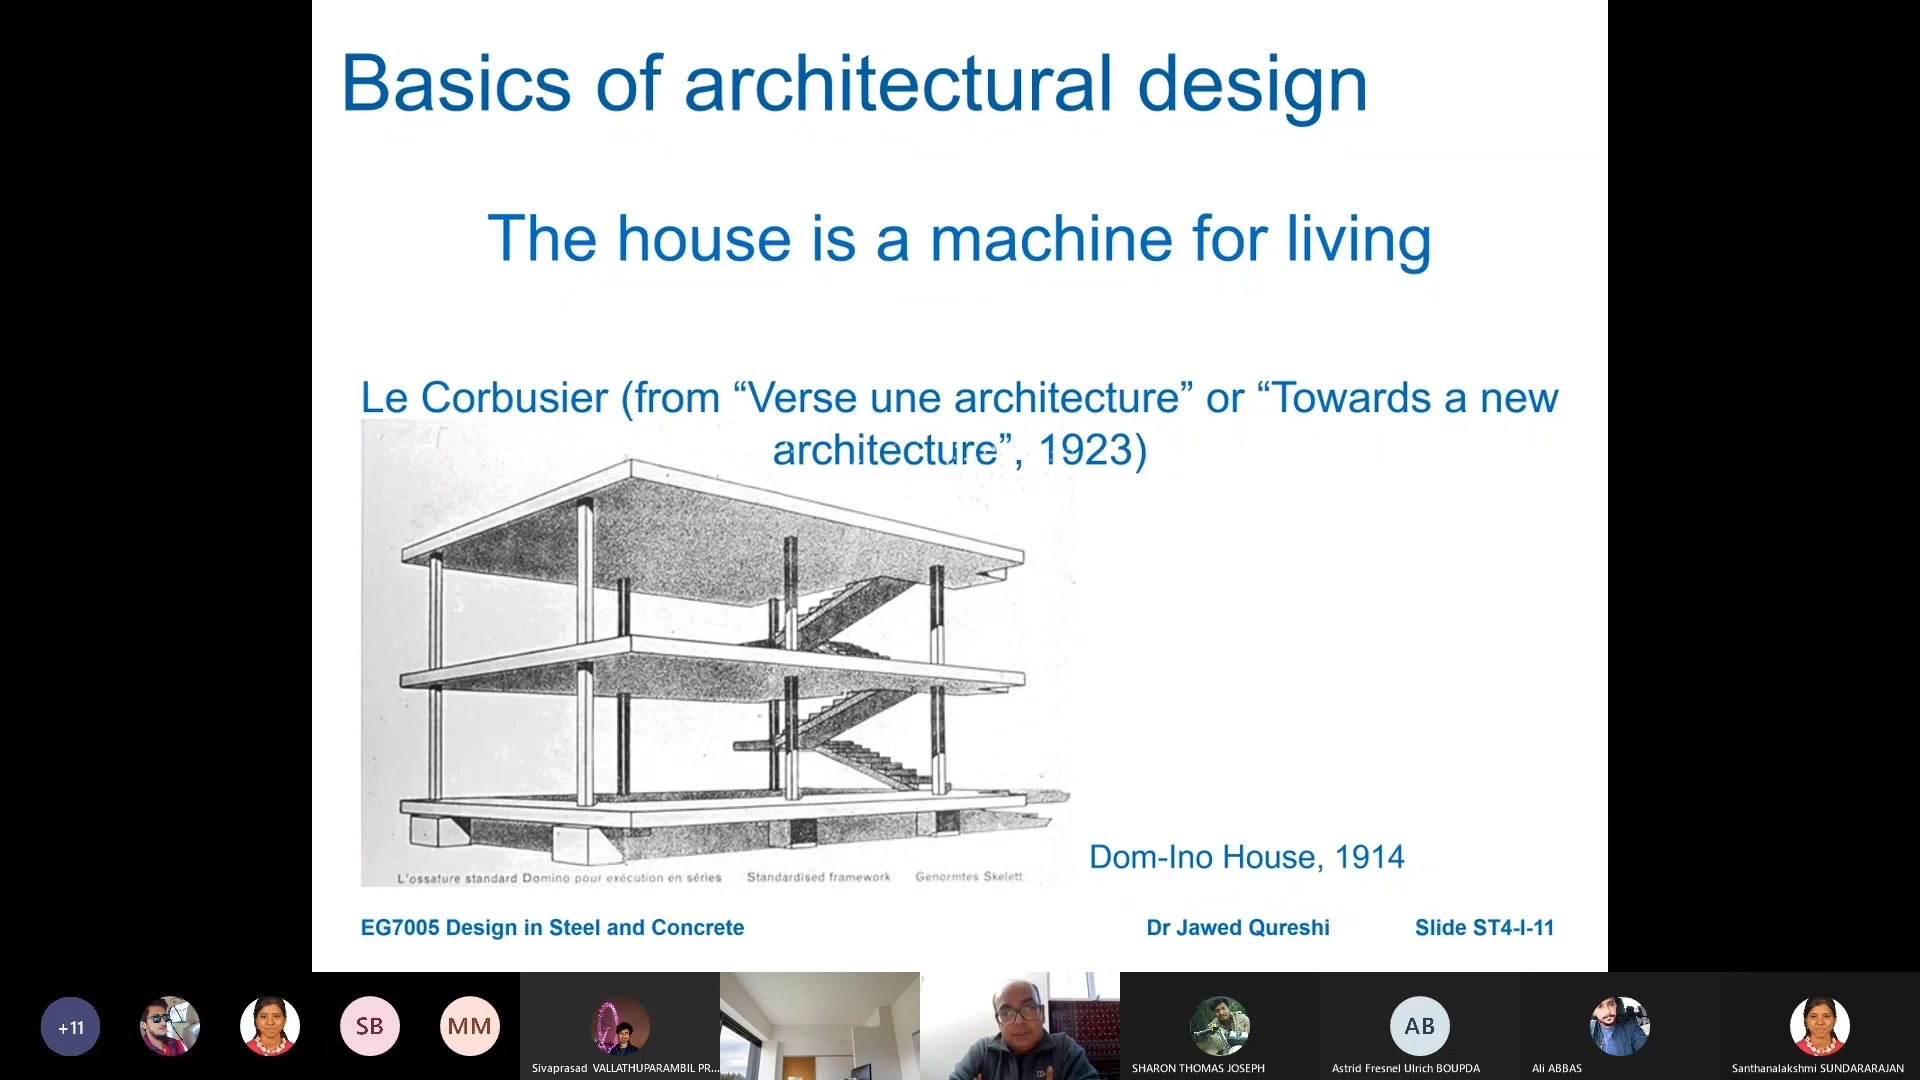 Basics of architectural design
The house is a machine for living
Le Corbusier (from “Verse une architecture” or “Towards a new
architecture”, 1923)
L'ossature standard Domino pour exécution en séries Standardised framework Genormtes Skelett
Dom-Ino House, 1914
EG7005 Design in Steel and Concrete Dr Jawed Qureshi Slide ST4-I-11
+11 SB MM AB
Sivaprasad VALLATHUPARAMBIL PR... SHARON THOMAS JOSEPH Astrid Fresnel Ulrich BOUPDA Ali ABBAS Santhanalakshmi SUNDARARAJAN